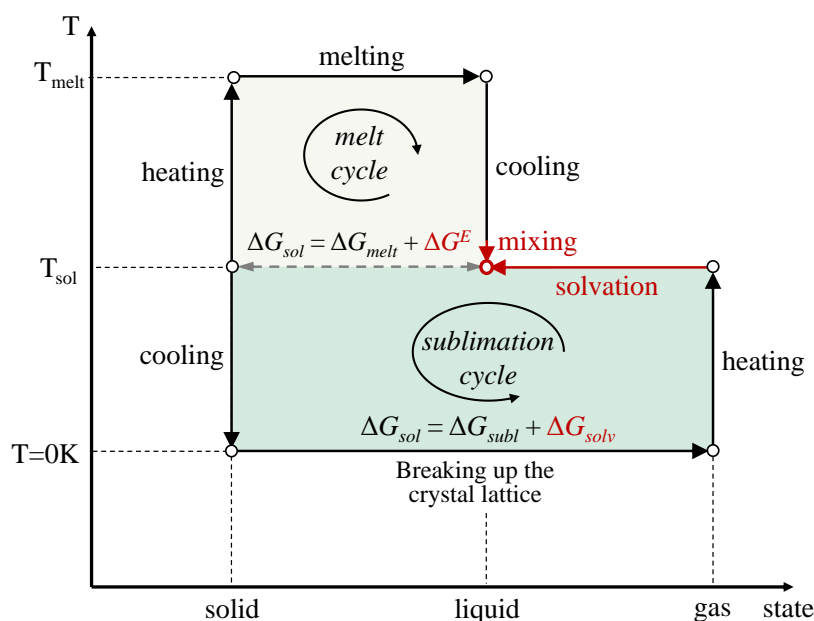 T
T_melt
melting
heating
melt
cycle
cooling
ΔG_sol = ΔG_melt + ΔG^E
mixing
T_sol
solvation
cooling
sublimation
cycle
heating
ΔG_sol = ΔG_subl + ΔG_solv
T=0K
Breaking up the
crystal lattice
solid
liquid
gas
state